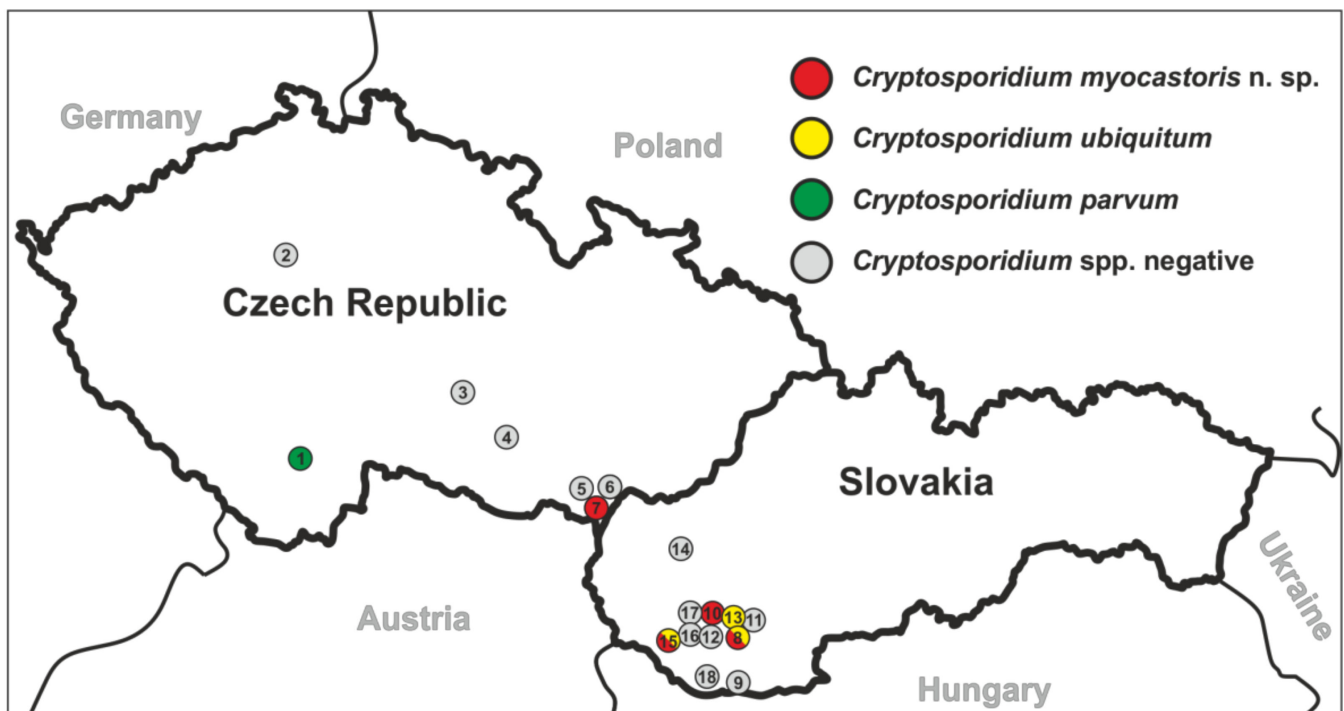 Germany
Poland
Cryptosporidium myocastoris n. sp.
Cryptosporidium ubiquitum
Cryptosporidium parvum
Cryptosporidium spp. negative
2
Czech Republic
3
4
1
Slovakia
5 6
7
14
Ukraine
Austria
17 10 13 11
15 16 12 8
18 9
Hungary